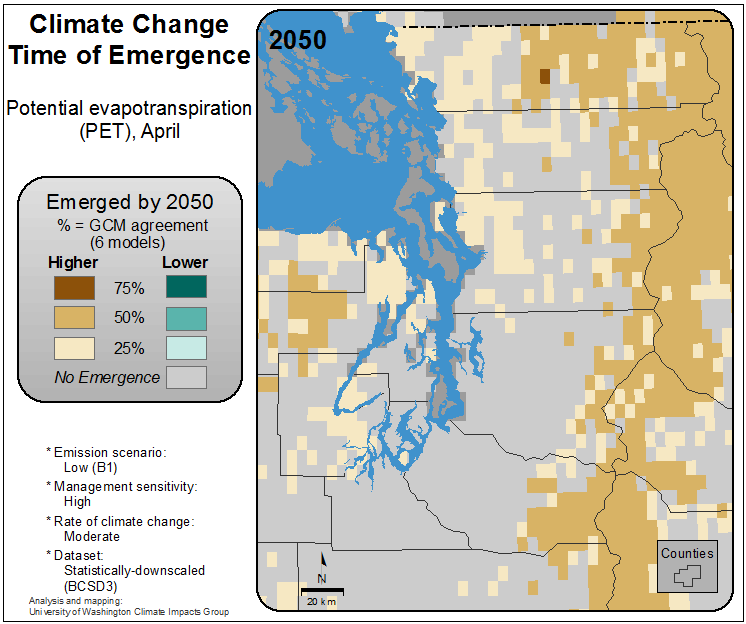 Climate Change
Time of Emergence
Potential evapotranspiration
(PET), April
Emerged by 2050
% = GCM agreement
(6 models)
Higher Lower
75%
50%
25%
No Emergence
* Emission scenario:
Low (B1)
* Management sensitivity:
High
* Rate of climate change:
Moderate
* Dataset:
Statistically-downscaled
(BCSD3)
Analysis and mapping:
University of Washington Climate Impacts Group
2050
N
20 km
Counties